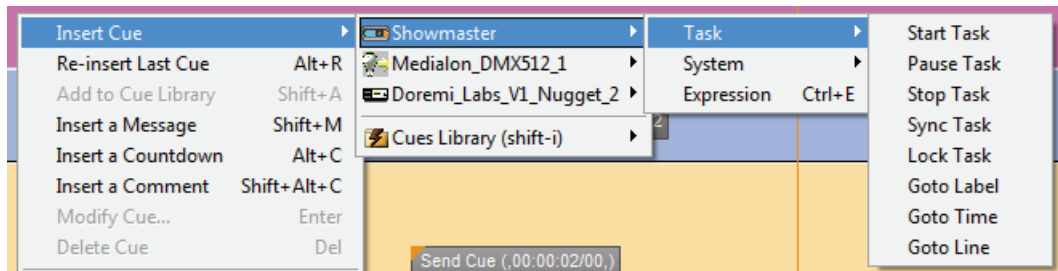 Insert Cue
Re-insert Last Cue Alt+R
Add to Cue Library Shift+A
Insert a Message Shift+M
Insert a Countdown Alt+C
Insert a Comment Shift+Alt+C
Modify Cue... Enter
Delete Cue Del
Showmaster
Medialon_DMX512_1
Doremi_Labs_V1_Nugget_2
Cues Library (shift-i)
2
Task
System
Expression Ctrl+E
Start Task
Pause Task
Stop Task
Sync Task
Lock Task
Goto Label
Goto Time
Goto Line
Send Cue (,00:00:02/00,)